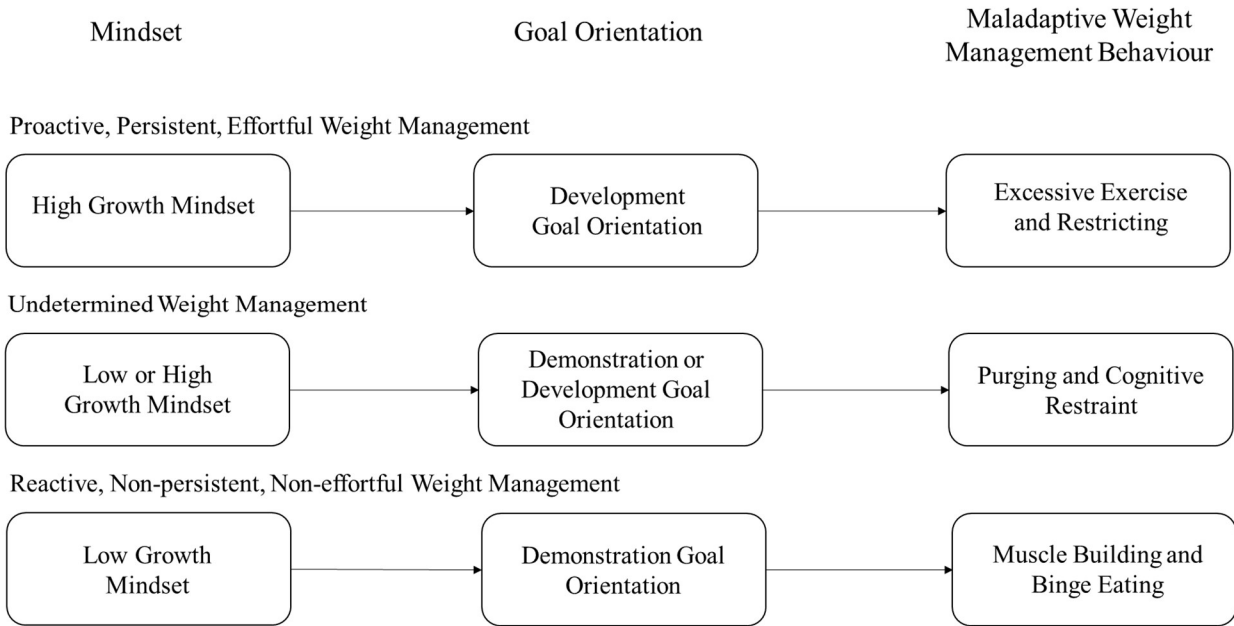 Mindset
Goal Orientation
Maladaptive Weight
Management Behaviour
Proactive, Persistent, Effortful Weight Management
High Growth Mindset
Development
Goal Orientation
Excessive Exercise
and Restricting
Undetermined Weight Management
Low or High
Growth Mindset
Demonstration or
Development Goal
Orientation
Purging and Cognitive
Restraint
Reactive, Non-persistent, Non-effortful Weight Management
Low Growth
Mindset
Demonstration Goal
Orientation
Muscle Building and
Binge Eating